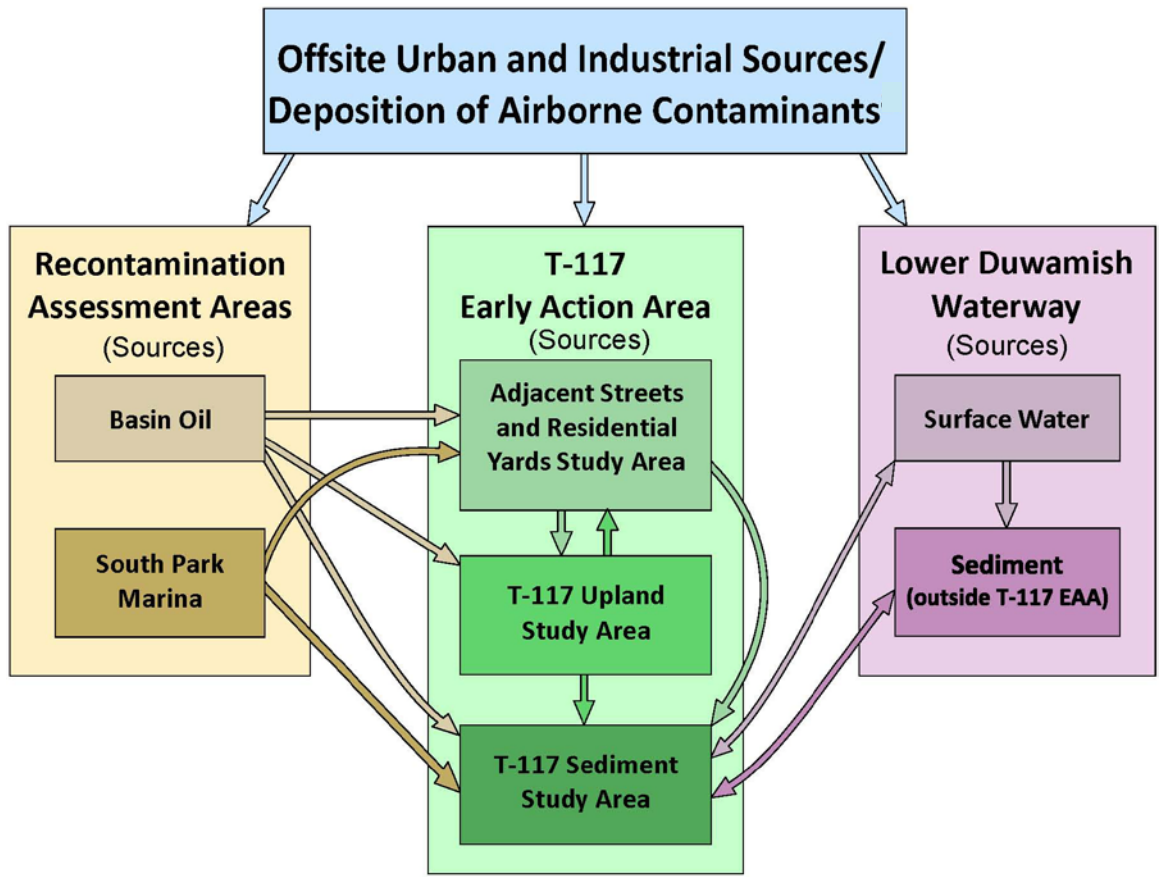 Offsite Urban and Industrial Sources/
Deposition of Airborne Contaminants
Recontamination
Assessment Areas
(Sources)
Basin Oil
South Park
Marina
T-117
Early Action Area
(Sources)
Adjacent Streets
and Residential
Yards Study Area
T-117 Upland
Study Area
T-117 Sediment
Study Area
Lower Duwamish
Waterway
(Sources)
Surface Water
Sediment
(outside T-117 EAA)